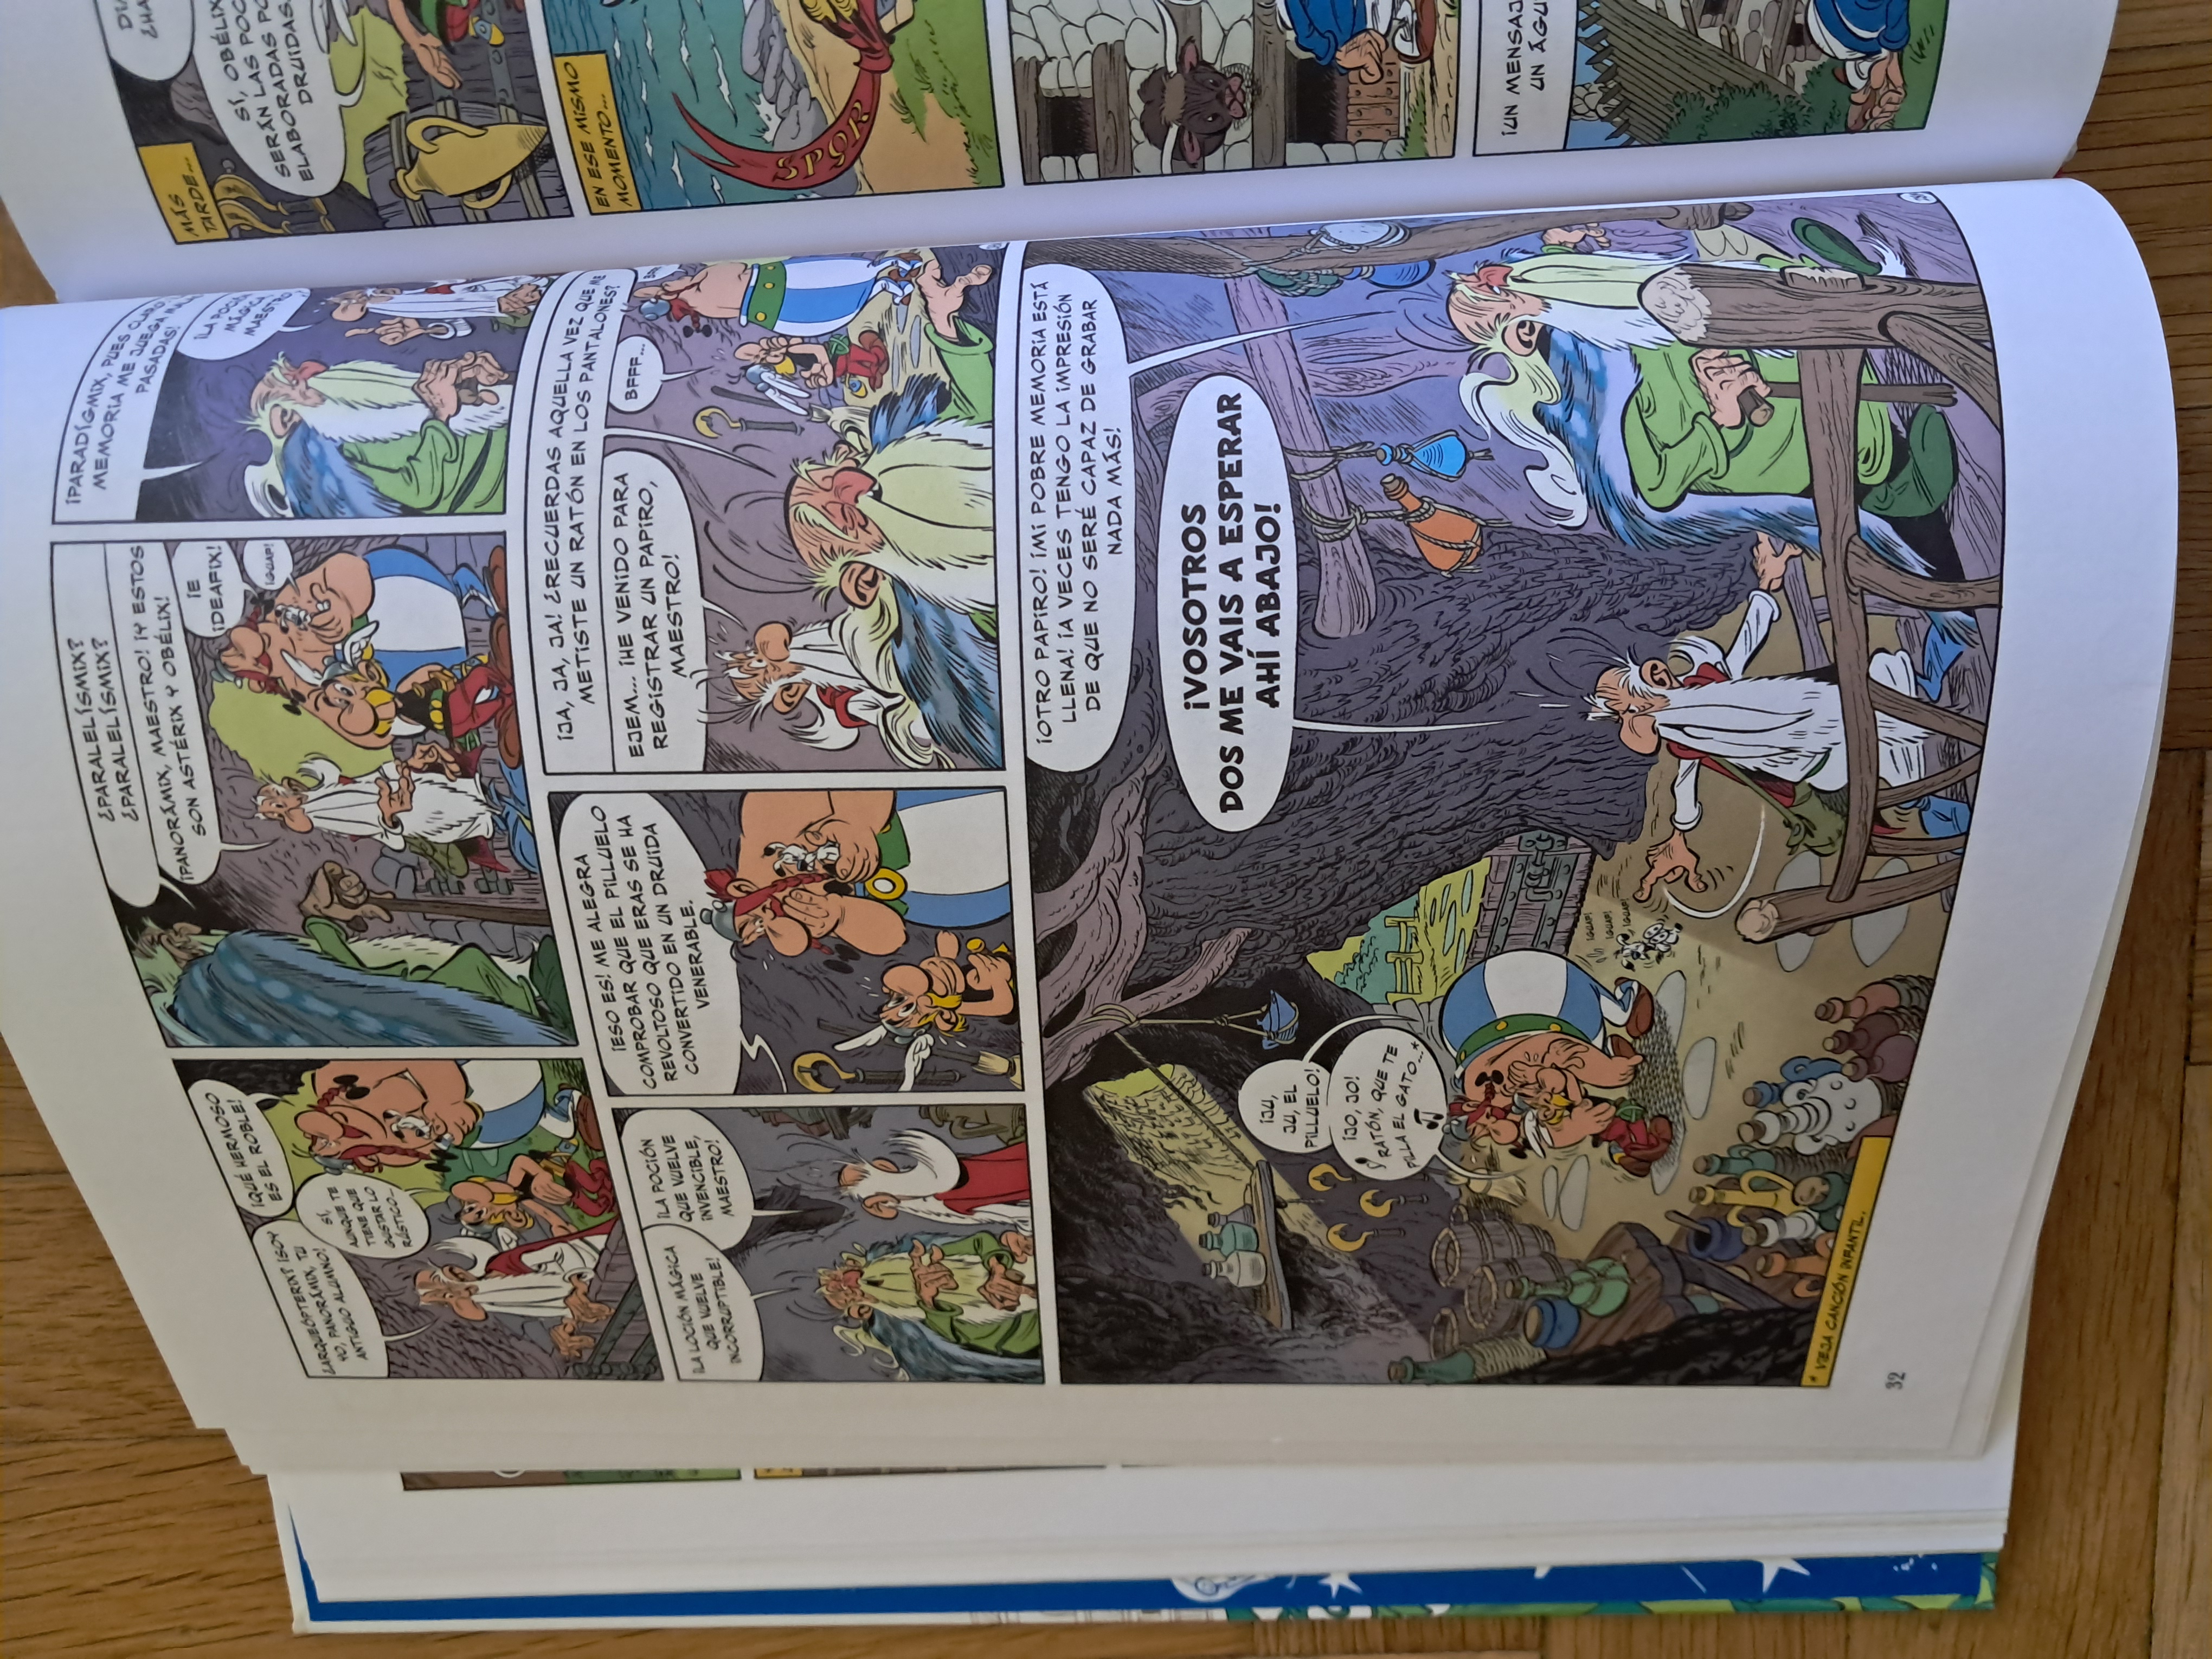 ¿ARQUEÓPTERIX? ¡SOY
YO, PANORÁMIX, TU
ANTIGUO ALUMNO!
¡QUÉ HERMOSO
ES EL ROBLE!
SÍ,
AUNQUE TE
TIENE QUE
GUSTAR LO
RÚSTICO...
¿PARALELÍSMIX?
¿PARALELÍSMIX?
¡PANORÁMIX, MAESTRO! ¡Y ESTOS
SON ASTÉRIX Y OBÉLIX!
¡E
IDEAFIX!
¡GUAP!
¡PARADÍGMIX, PUES CLARO
MEMORIA ME JUEGA
PASADAS!
¡LA POCIÓN
MÁGICA,
MAESTRO
¡LA LOCIÓN MÁGICA
QUE VUELVE
INCORRUPTIBLE!
¡LA POCIÓN
QUE VUELVE
INVENCIBLE,
MAESTRO!
¡ESO ES! ME ALEGRA
COMPROBAR QUE EL PILLUELO
REVOLTOSO QUE ERAS SE HA
CONVERTIDO EN UN DRUIDA
VENERABLE.
¡JA, JA, JA! ¿RECUERDAS AQUELLA VEZ QUE ME
METISTE UN RATÓN EN LOS PANTALONES?
EJEM... ¡HE VENIDO PARA
REGISTRAR UN PAPIRO,
MAESTRO!
BFFF...
¡OTRO PAPIRO! ¡MI POBRE MEMORIA ESTÁ
LLENA! ¡A VECES TENGO LA IMPRESIÓN
DE QUE NO SERÉ CAPAZ DE GRABAR
NADA MÁS!
¡VOSOTROS
DOS ME VAIS A ESPERAR
AHÍ ABAJO!
¡JU,
JU, EL
PILLUELO!
¡JO, JO!
RATÓN, QUE TE
PILLA EL GATO...*
¡GUAP!
¡GUAP!
¡GUAP!
* VIEJA CANCIÓN INFANTIL.
32
MÁS
TARDE...
SÍ, OBÉLIX
SERÁN LAS
ELABORADAS
DRUIDAS
EN ESE MISMO
MOMENTO...
SPQR
¡UN
UN